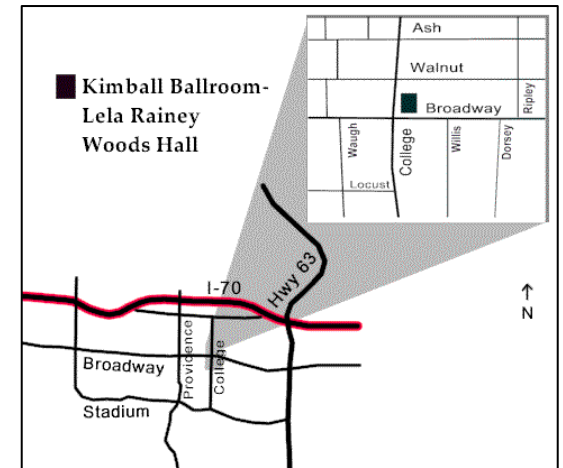 Kimball Ballroom-
Lela Rainey
Woods Hall
Ash
Walnut
Broadway
Ripley
Waugh
College
Willis
Dorsey
Locust
Hwy 63
I-70
N
Providence
College
Broadway
Stadium